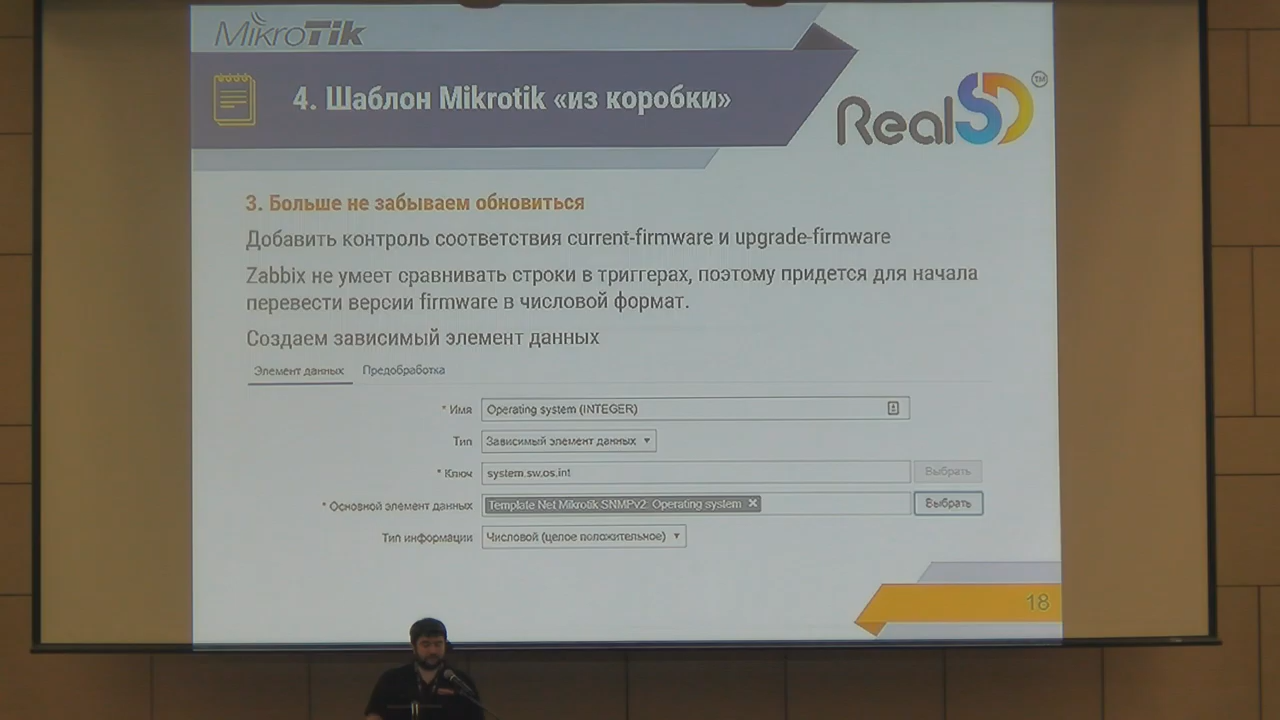 MikroTik
4. Шаблон Mikrotik «из коробки»
RealSD TM
3. Больше не забываем обновиться
Добавить контроль соответствия current-firmware и upgrade-firmware
Zabbix не умеет сравнивать строки в триггерах, поэтому придется для начала
перевести версии firmware в числовой формат.
Создаем зависимый элемент данных
Элемент данных Предобработка
* Имя Operating system (INTEGER)
Тип Зависимый элемент данных
* Ключ system.sw.os.int Выбрать
* Основной элемент данных Template Net Mikrotik SNMPv2: Operating system Выбрать
Тип информации Числовой (целое положительное)
18